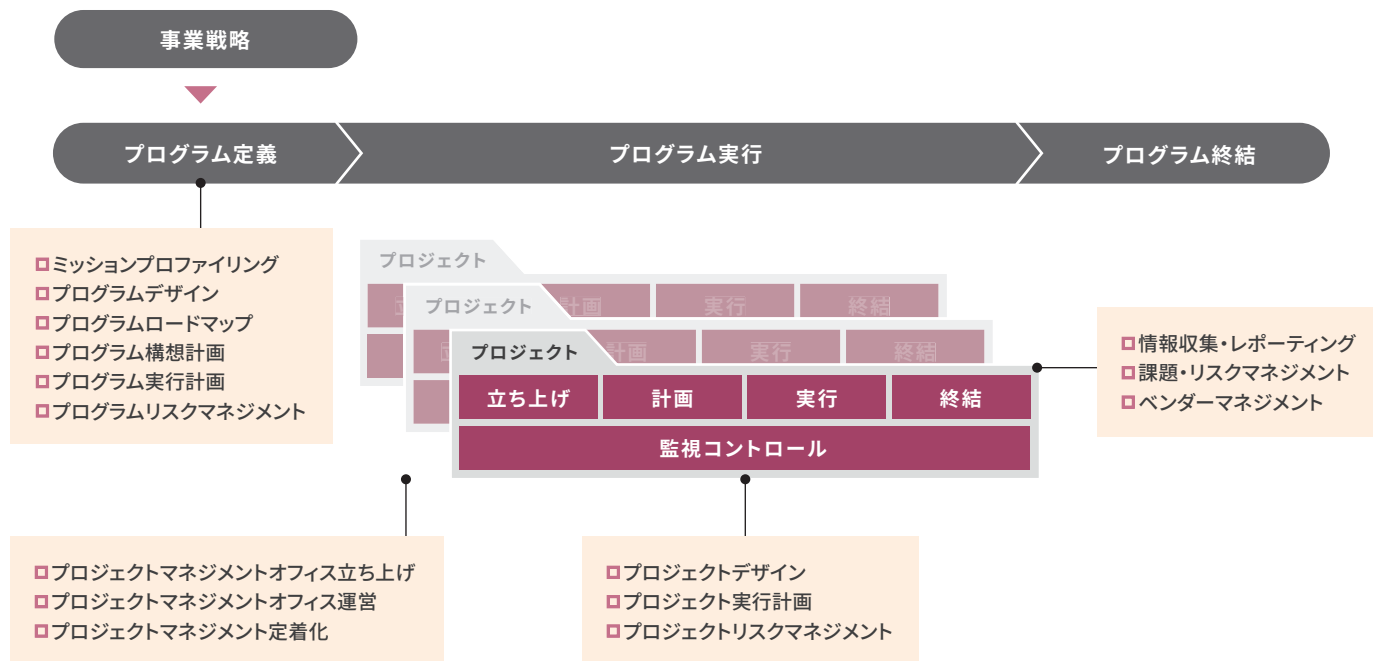 事業戦略
プログラム定義
プログラム実行
プログラム終結
ミッションプロファイリング
プログラムデザイン
プログラムロードマップ
プログラム構想計画
プログラム実行計画
プログラムリスクマネジメント
プロジェクト
計画
実行
終結
プロジェクト
計画
実行
終結
プロジェクト
立ち上げ
計画
実行
終結
監視コントロール
情報収集・レポーティング
課題・リスクマネジメント
ベンダーマネジメント
プロジェクトマネジメントオフィス立ち上げ
プロジェクトマネジメントオフィス運営
プロジェクトマネジメント定着化
プロジェクトデザイン
プロジェクト実行計画
プロジェクトリスクマネジメント